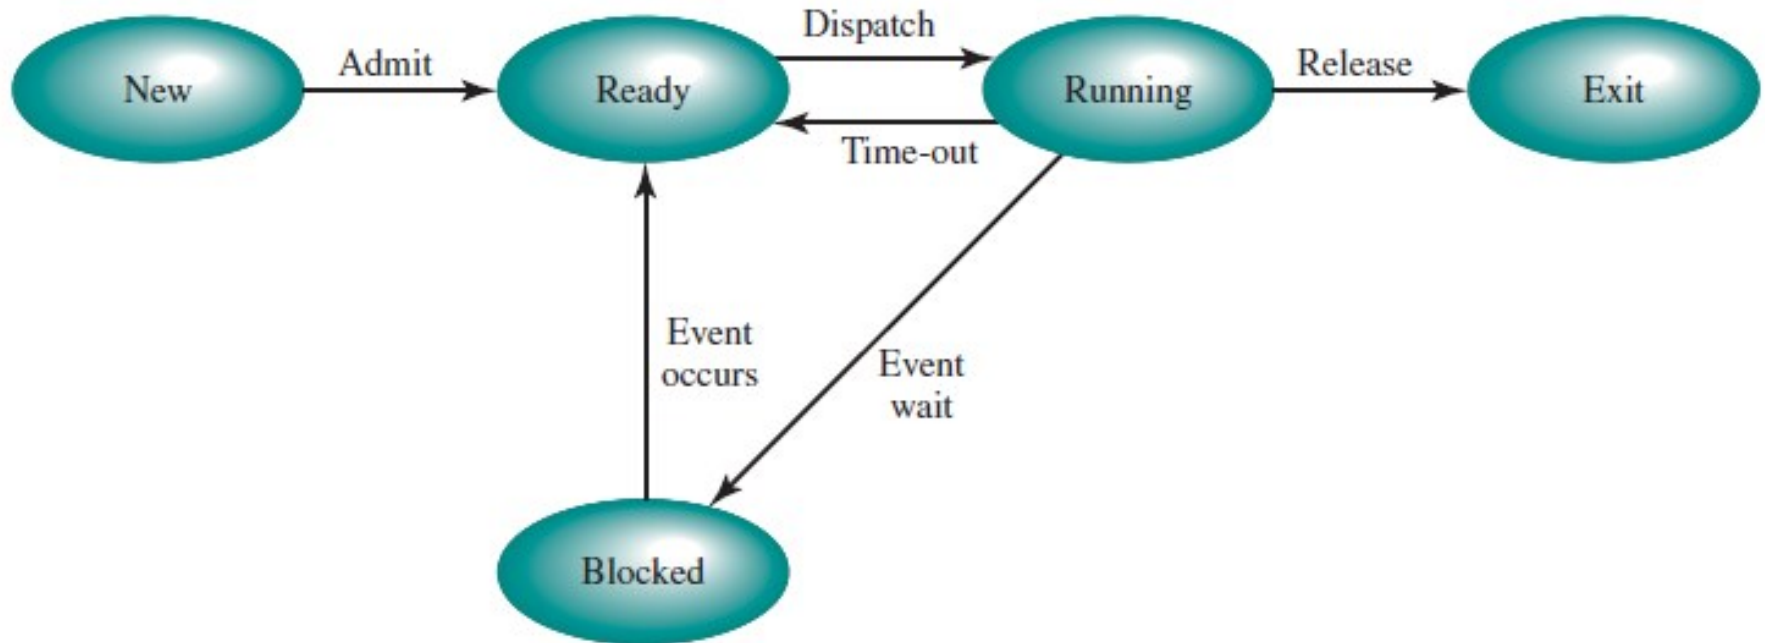 Dispatch
New
Admit
Ready
Running
Release
Exit
Time-out
Event
occurs
Event
wait
Blocked